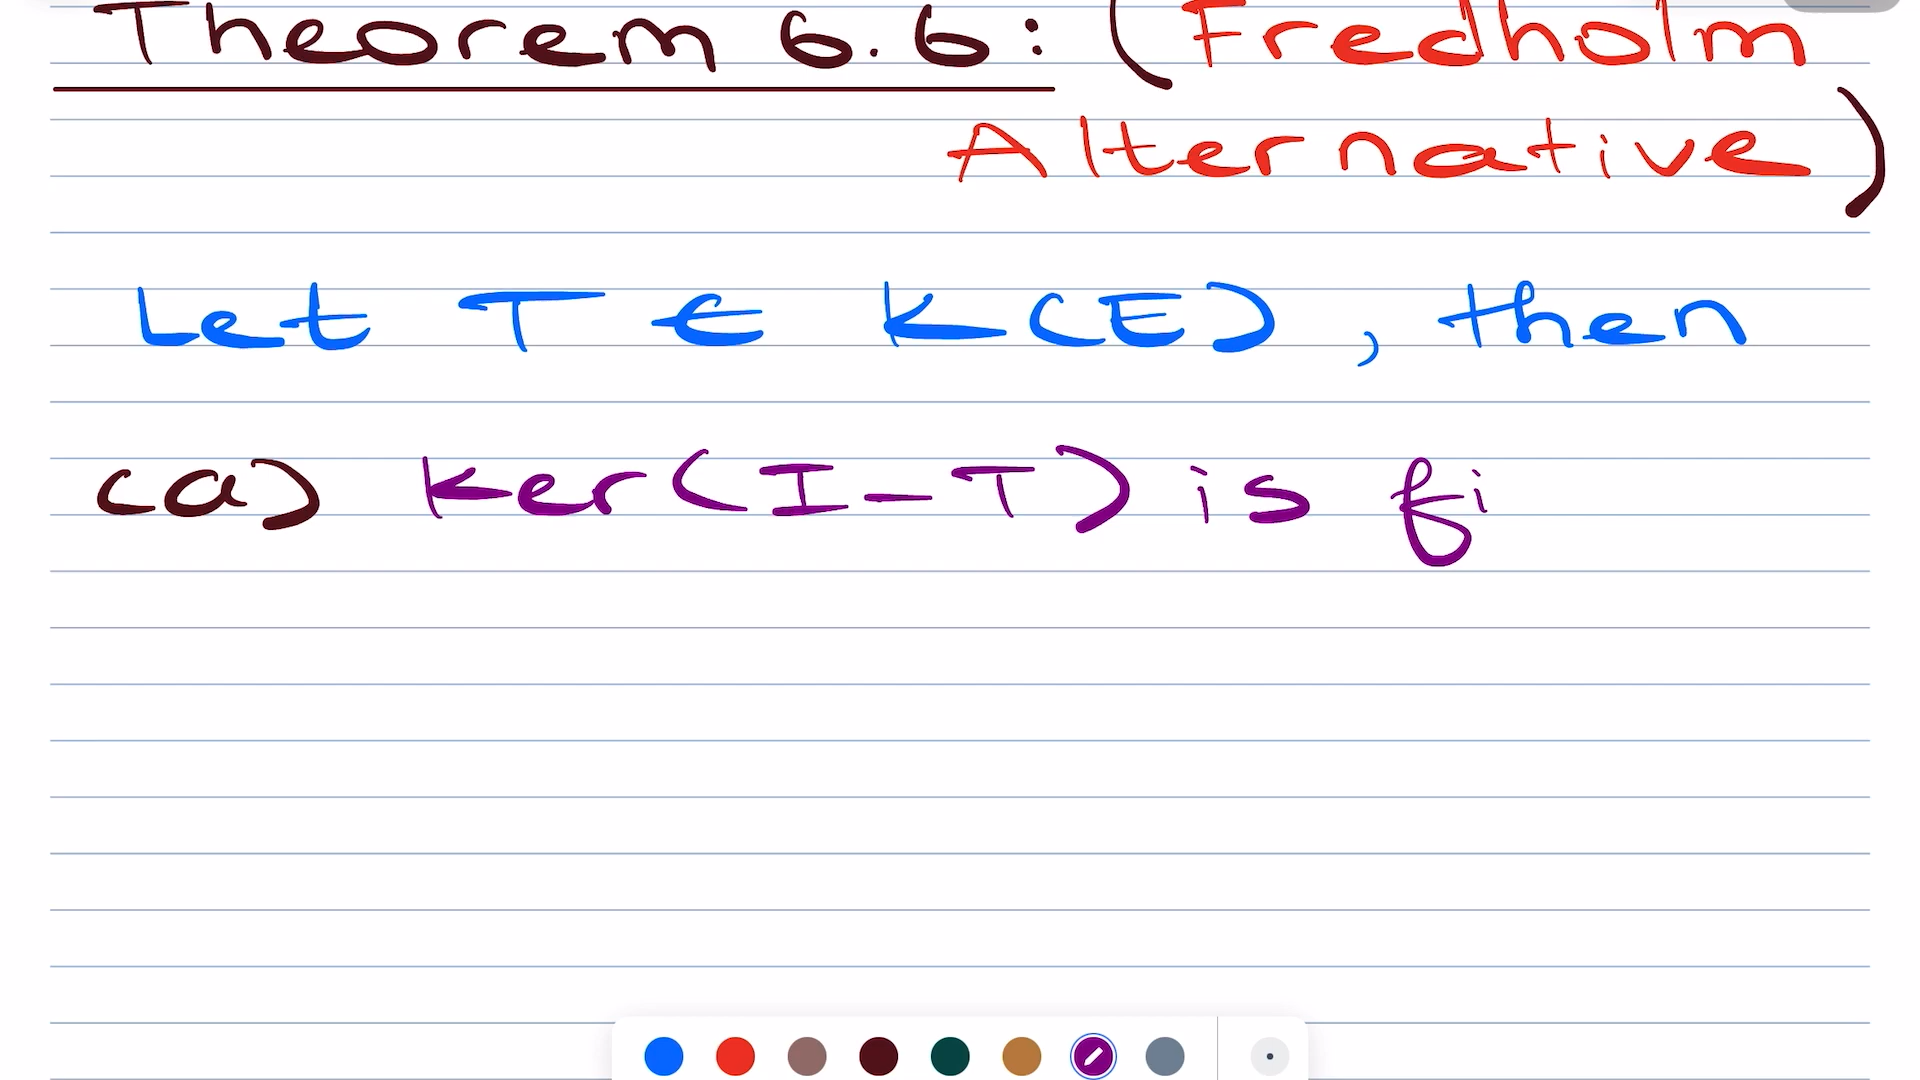 Theorem 6.6: (Fredholm
Alternative)
Let T ∈ K(E), then
(a) ker(I-T) is fi